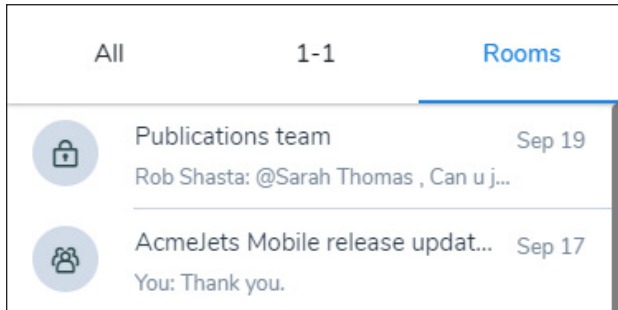 All 1-1 Rooms
Publications team Sep 19
Rob Shasta: @Sarah Thomas , Can u j...
AcmeJets Mobile release updat... Sep 17
You: Thank you.